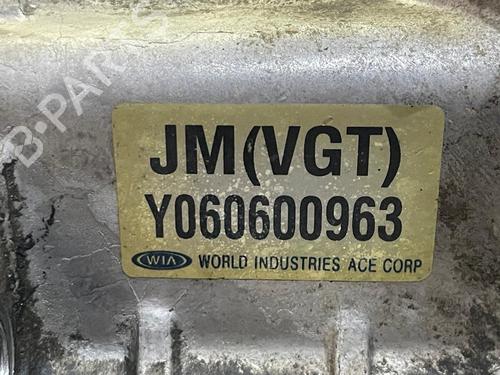 B-PARTS
JM(VGT)
Y060600963
WIA WORLD INDUSTRIES ACE CORP